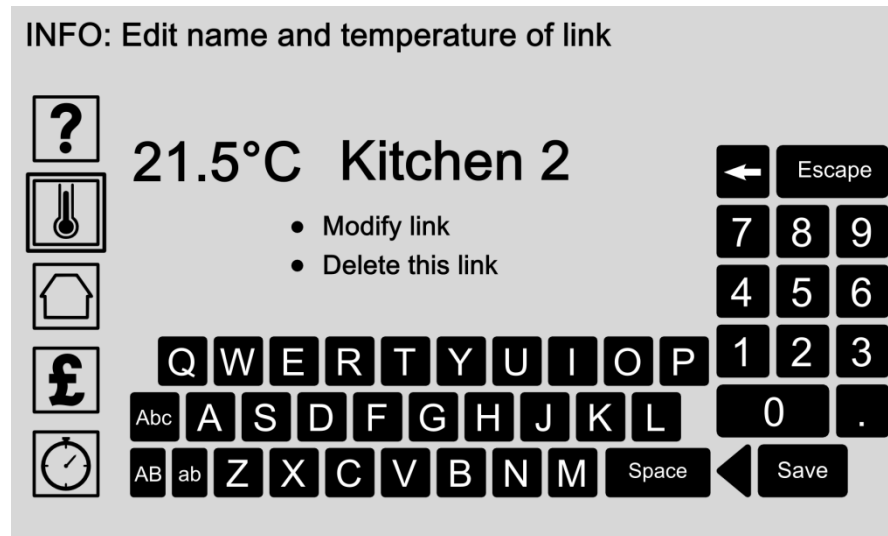 INFO: Edit name and temperature of link
?
21.5°C Kitchen 2
Escape
• Modify link
• Delete this link
7 8 9
4 5 6
£
Q W E R T Y U I O P 1 2 3
Abc A S D F G H J K L 0 .
AB ab Z X C V B N M Space Save